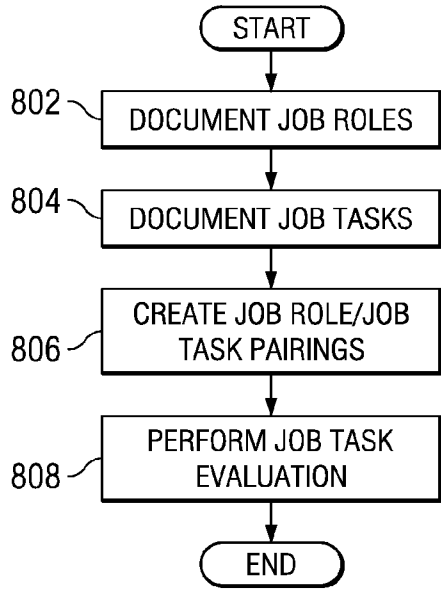 START
802
DOCUMENT JOB ROLES
804
DOCUMENT JOB TASKS
806
CREATE JOB ROLE/JOB
TASK PAIRINGS
808
PERFORM JOB TASK
EVALUATION
END